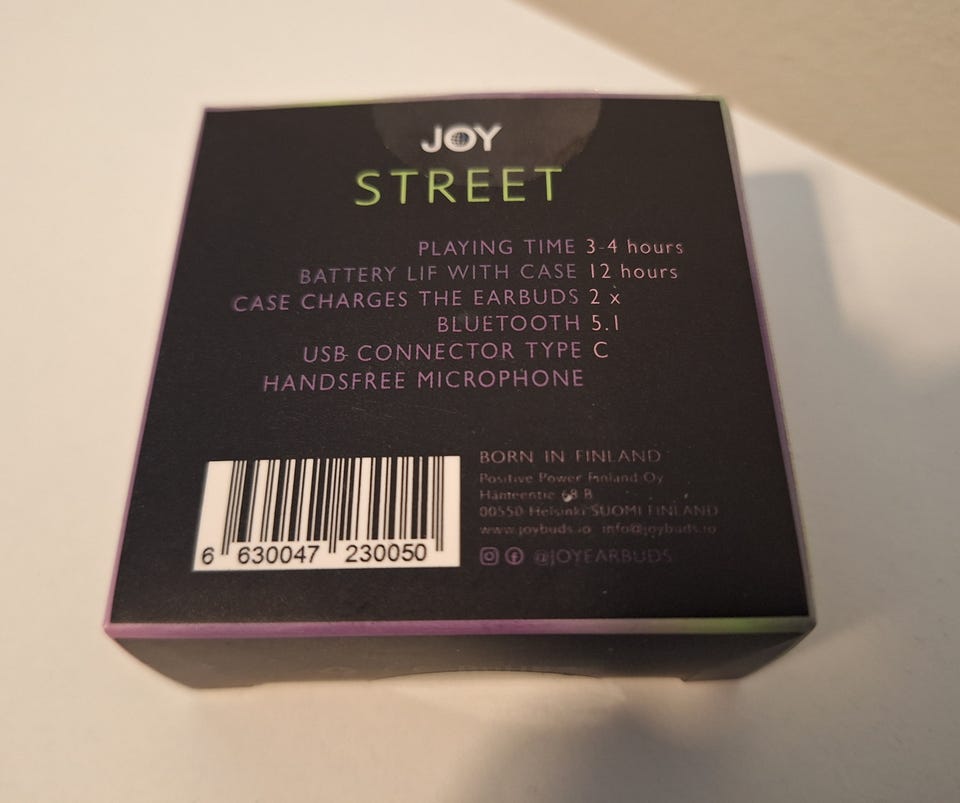 JOY
STREET
PLAYING TIME 3-4 hours
BATTERY LIF WITH CASE 12 hours
CASE CHARGES THE EARBUDS 2 x
BLUETOOTH 5.1
USB CONNECTOR TYPE C
HANDSFREE MICROPHONE
BORN IN FINLAND
Positive Power Finland Oy
Hämeentie 68 B
00550 Helsinki SUOMI FINLAND
www.joybuds.io info@joybuds.io
@JOYEARBUDS
6 630047 230050